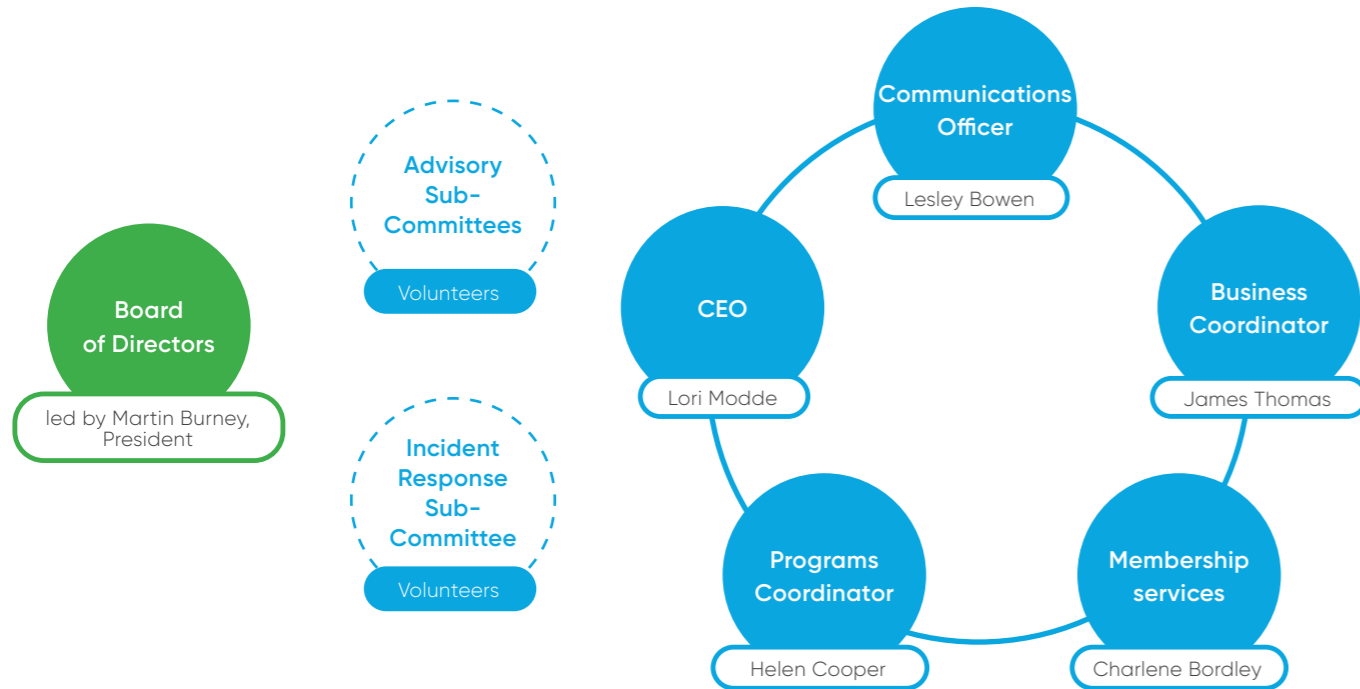 Board
of Directors
led by Martin Burney,
President
Advisory
Sub-
Committees
Volunteers
Incident
Response
Sub-
Committee
Volunteers
Communications
Officer
Lesley Bowen
CEO
Lori Modde
Business
Coordinator
James Thomas
Programs
Coordinator
Helen Cooper
Membership
services
Charlene Bordley